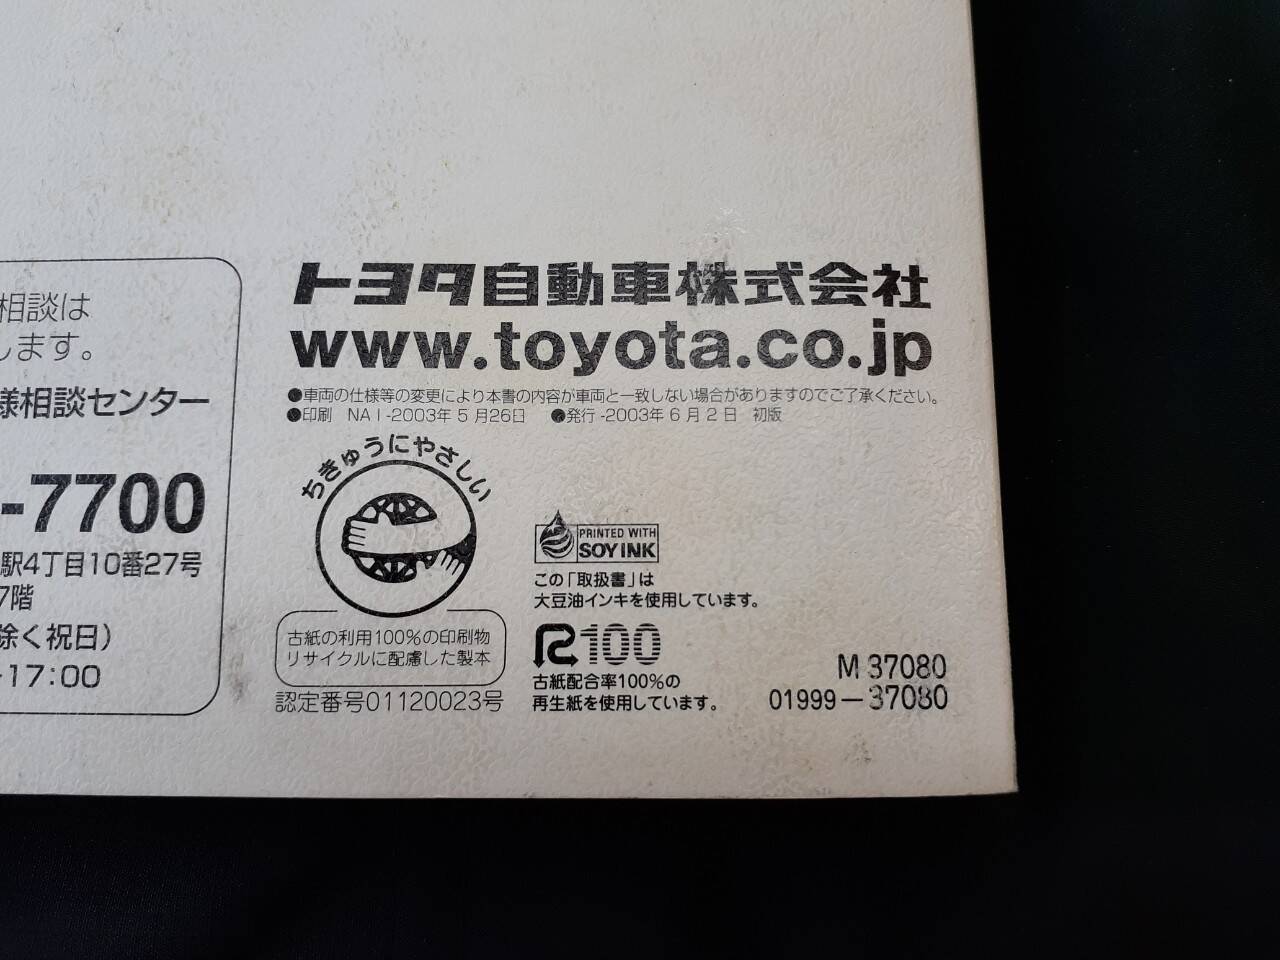 相談は
します。
様相談センター
-7700
駅4丁目10番27号
7階
除く祝日）
-17:00
トヨタ自動車株式会社
www.toyota.co.jp
●車両の仕様等の変更により本書の内容が車両と一致しない場合がありますのでご了承ください。
●印刷 NAI-2003年5月26日 ●発行-2003年6月2日 初版
ちきゅうにやさしい
古紙の利用100%の印刷物
リサイクルに配慮した製本
認定番号01120023号
PRINTED WITH
SOY INK
この「取扱書」は
大豆油インキを使用しています。
R100
古紙配合率100%の
再生紙を使用しています。
M 37080
01999-37080